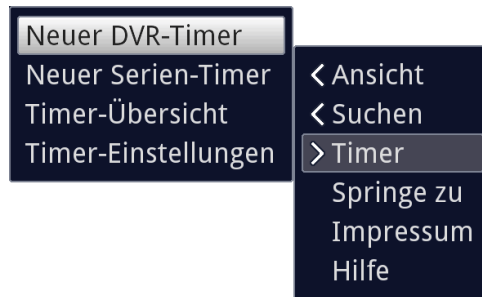 Neuer DVR-Timer
Neuer Serien-Timer
Timer-Übersicht
Timer-Einstellungen
< Ansicht
< Suchen
> Timer
Springe zu
Impressum
Hilfe